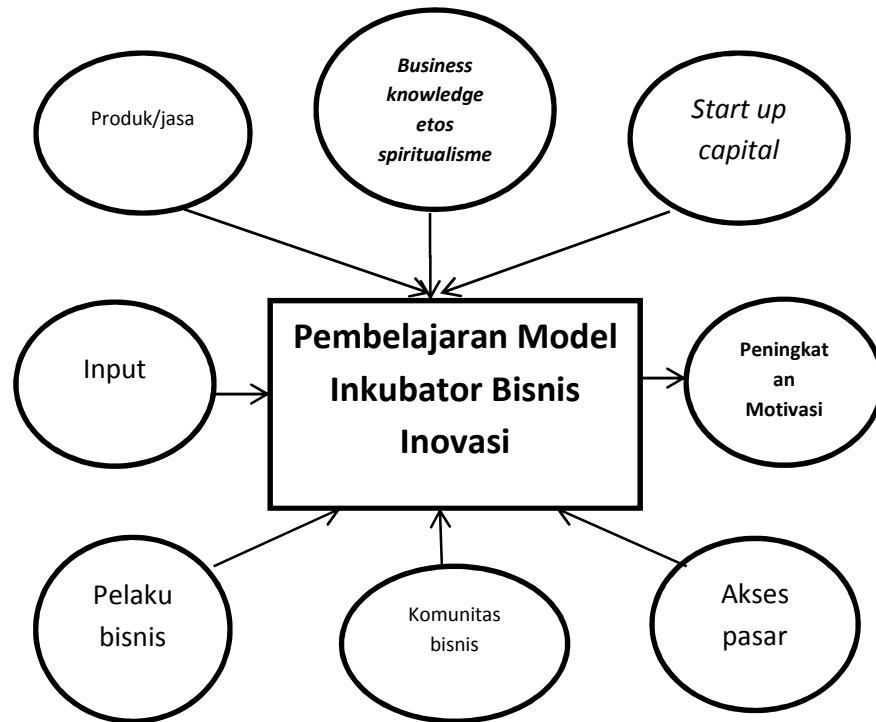 Produk/jasa
Business
knowledge
etos
spiritualisme
Start up
capital
Input
Pembelajaran Model
Inkubator Bisnis
Inovasi
Peningkat
an
Motivasi
Pelaku
bisnis
Komunitas
bisnis
Akses
pasar